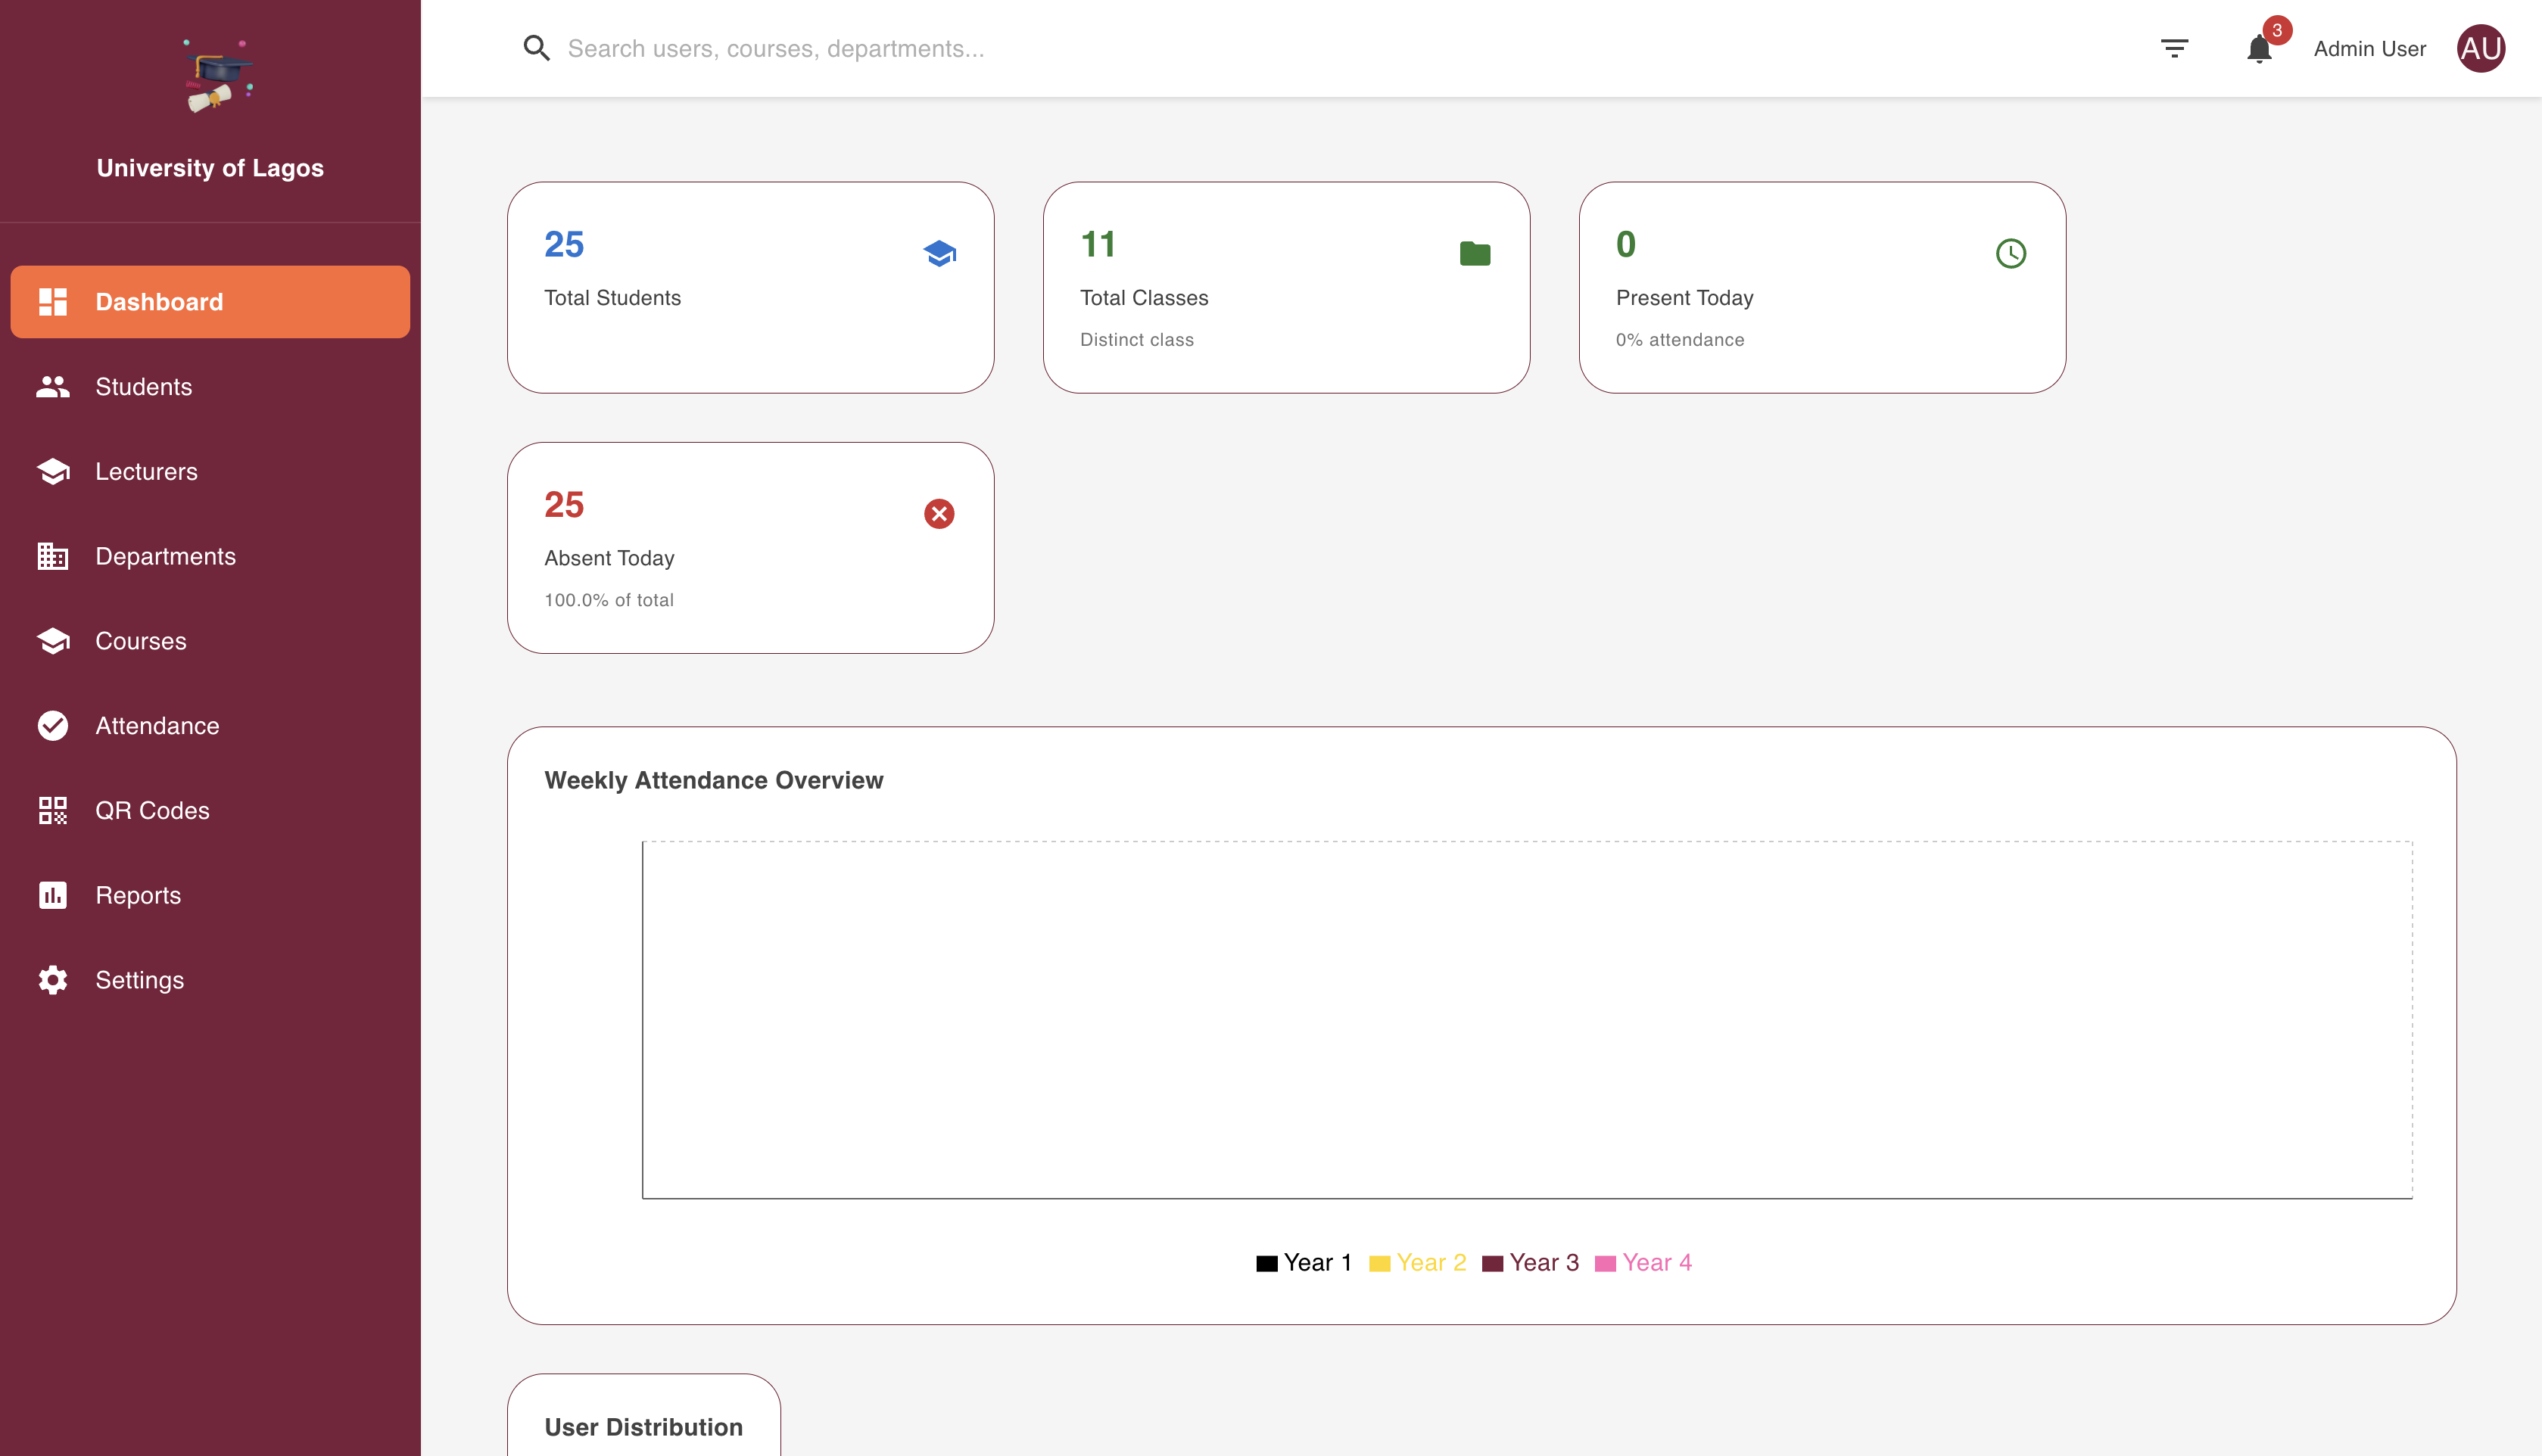 University of Lagos
Dashboard
Students
Lecturers
Departments
Courses
Attendance
QR Codes
Reports
Settings
Search users, courses, departments...
3
Admin User
AU
25
Total Students
11
Total Classes
Distinct class
0
Present Today
0% attendance
25
Absent Today
100.0% of total
Weekly Attendance Overview
Year 1 Year 2 Year 3 Year 4
User Distribution